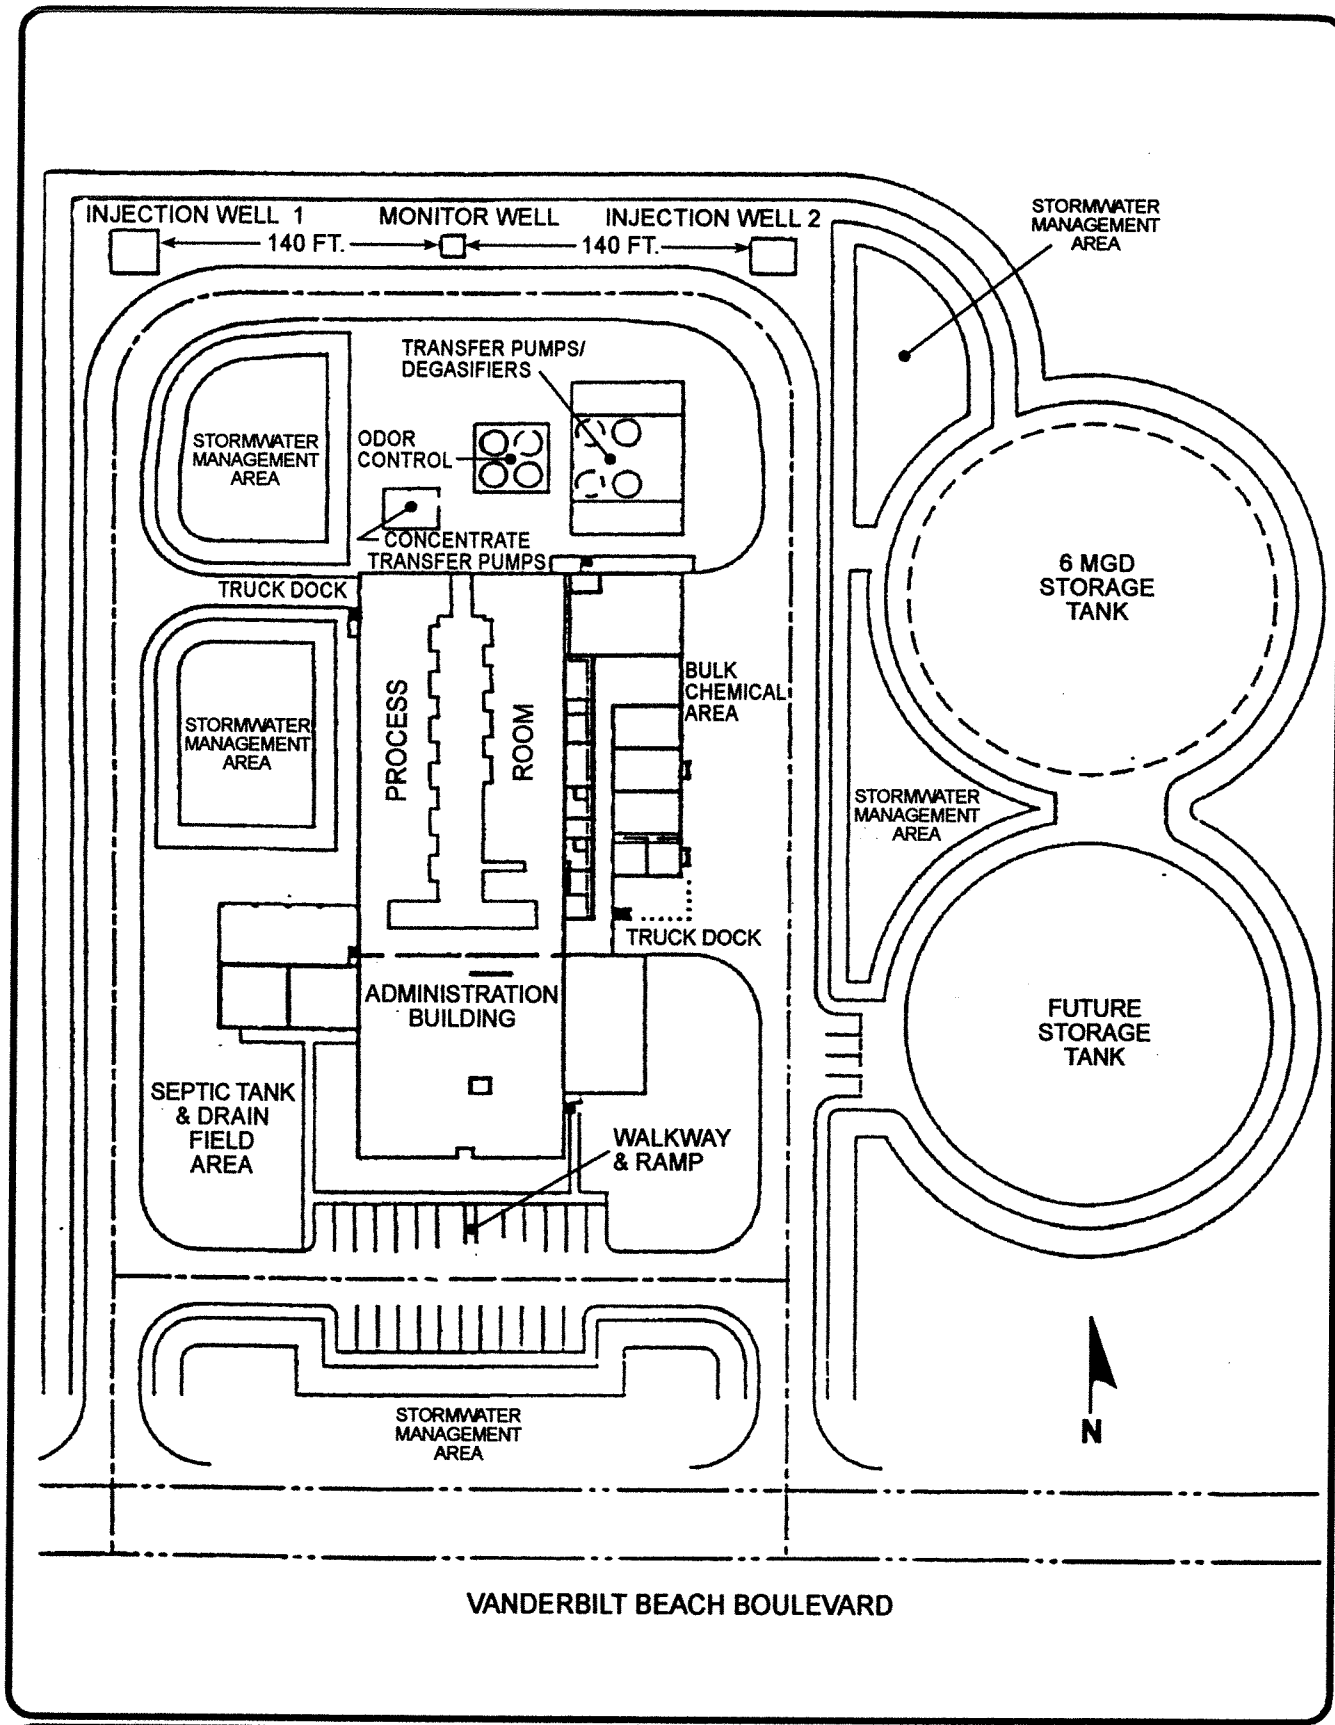 INJECTION WELL 1
MONITOR WELL
INJECTION WELL 2
140 FT.
140 FT.
STORMWATER
MANAGEMENT
AREA
TRANSFER PUMPS/
DEGASIFIERS
STORMWATER
MANAGEMENT
AREA
ODOR
CONTROL
CONCENTRATE
TRANSFER PUMPS
6 MGD
STORAGE
TANK
TRUCK DOCK
PROCESS
ROOM
BULK
CHEMICAL
AREA
STORMWATER
MANAGEMENT
AREA
STORMWATER
MANAGEMENT
AREA
TRUCK DOCK
ADMINISTRATION
BUILDING
FUTURE
STORAGE
TANK
SEPTIC TANK
& DRAIN
FIELD
AREA
WALKWAY
& RAMP
STORMWATER
MANAGEMENT
AREA
N
VANDERBILT BEACH BOULEVARD